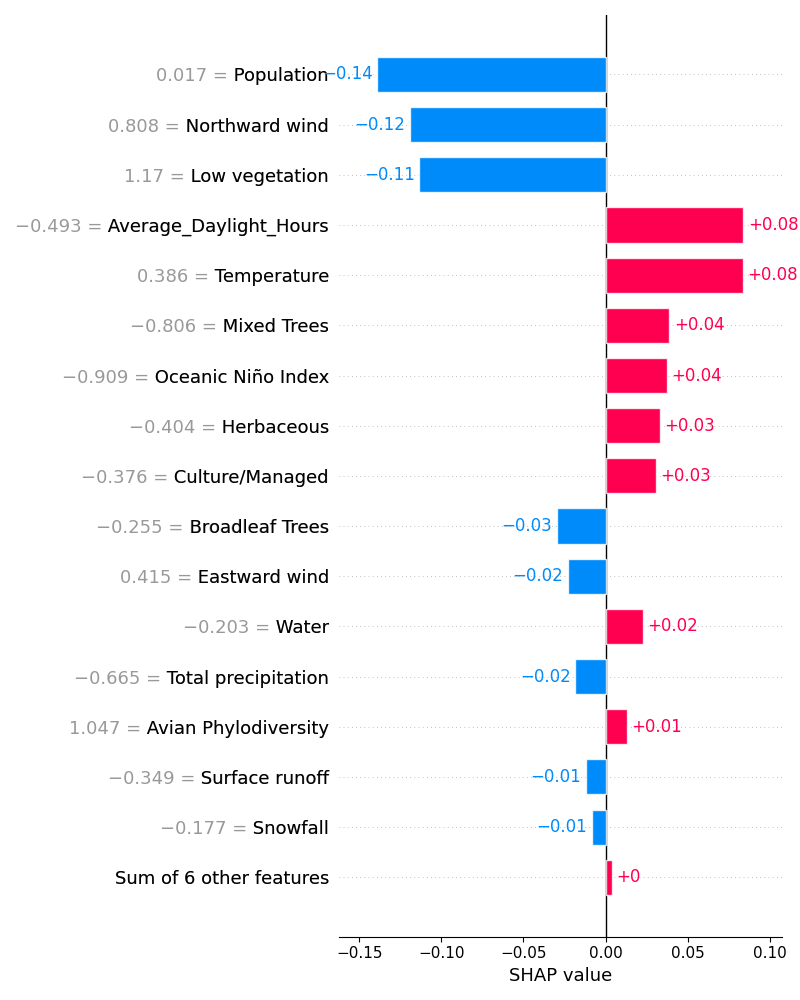 0.017 = Population −0.14
0.808 = Northward wind −0.12
1.17 = Low vegetation −0.11
−0.493 = Average_Daylight_Hours +0.08
0.386 = Temperature +0.08
−0.806 = Mixed Trees +0.04
−0.909 = Oceanic Niño Index +0.04
−0.404 = Herbaceous +0.03
−0.376 = Culture/Managed +0.03
−0.255 = Broadleaf Trees −0.03
0.415 = Eastward wind −0.02
−0.203 = Water +0.02
−0.665 = Total precipitation −0.02
1.047 = Avian Phylodiversity +0.01
−0.349 = Surface runoff −0.01
−0.177 = Snowfall −0.01
Sum of 6 other features +0
−0.15 −0.10 −0.05 0.00 0.05 0.10
SHAP value